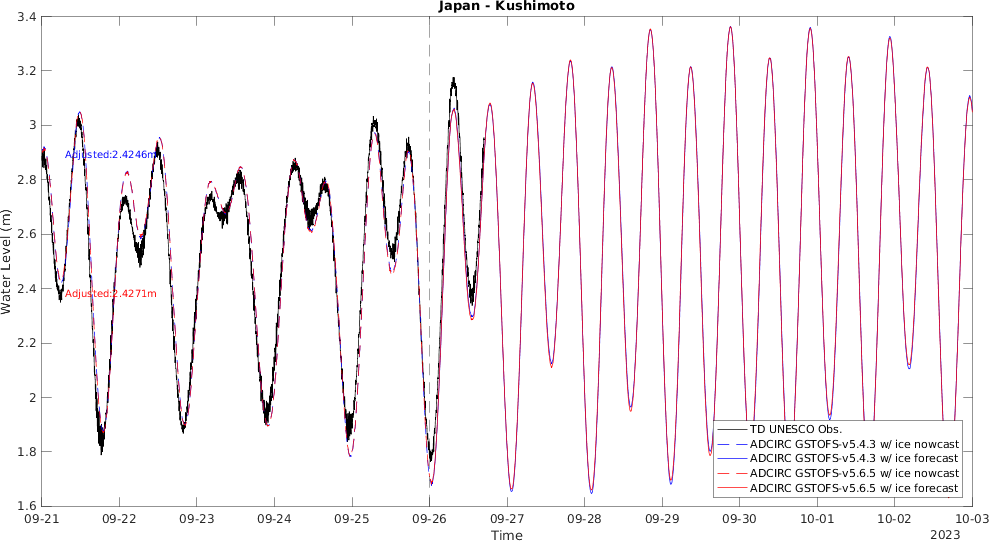 Japan - Kushimoto
Water Level (m)
3.4
3.2
3
2.8
2.6
2.4
2.2
2
1.8
1.6
Adjusted:2.4246m
Adjusted:2.4271m
TD UNESCO Obs.
ADCIRC GSTOFS-v5.4.3 w/ ice nowcast
ADCIRC GSTOFS-v5.4.3 w/ ice forecast
ADCIRC GSTOFS-v5.6.5 w/ ice nowcast
ADCIRC GSTOFS-v5.6.5 w/ ice forecast
09-21 09-22 09-23 09-24 09-25 09-26 09-27 09-28 09-29 09-30 10-01 10-02 10-03
Time
2023